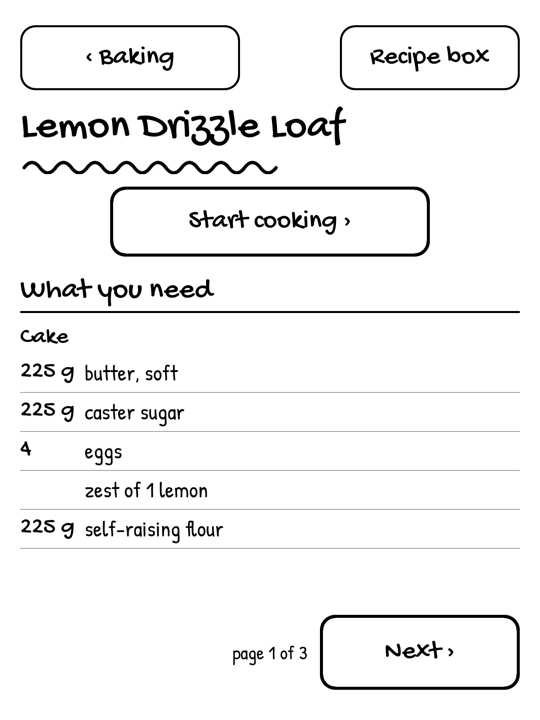 ‹ Baking
Recipe box
Lemon Drizzle Loaf
Start cooking ›
What you need
Cake
225 g butter, soft
225 g caster sugar
4 eggs
zest of 1 lemon
225 g self-raising flour
page 1 of 3
Next ›